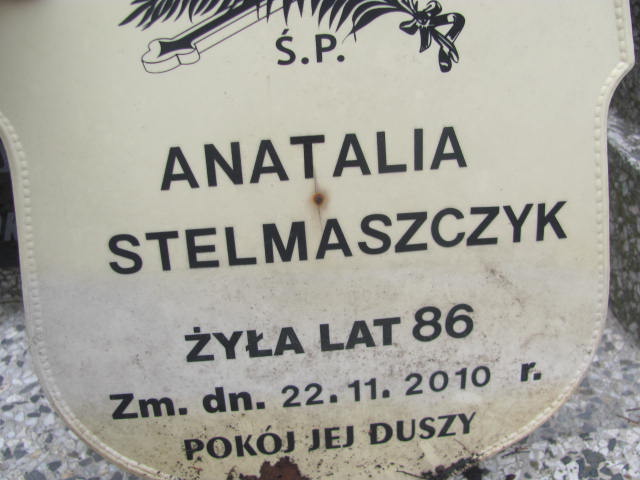 Ś.P.
ANATALIA
STELMASZCZYK
ŻYŁA LAT 86
Zm. dn. 22.11.2010 r.
POKÓJ JEJ DUSZY